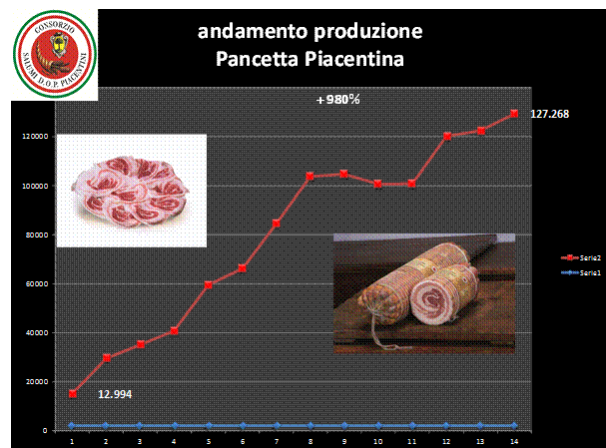 CONSORZIO
SALUMI D.O.P. PIACENTINI
andamento produzione
Pancetta Piacentina
+980%
127.268
120000
100000
80000
60000
40000
20000
0
12.994
Serie2
Serie1
1 2 3 4 5 6 7 8 9 10 11 12 13 14